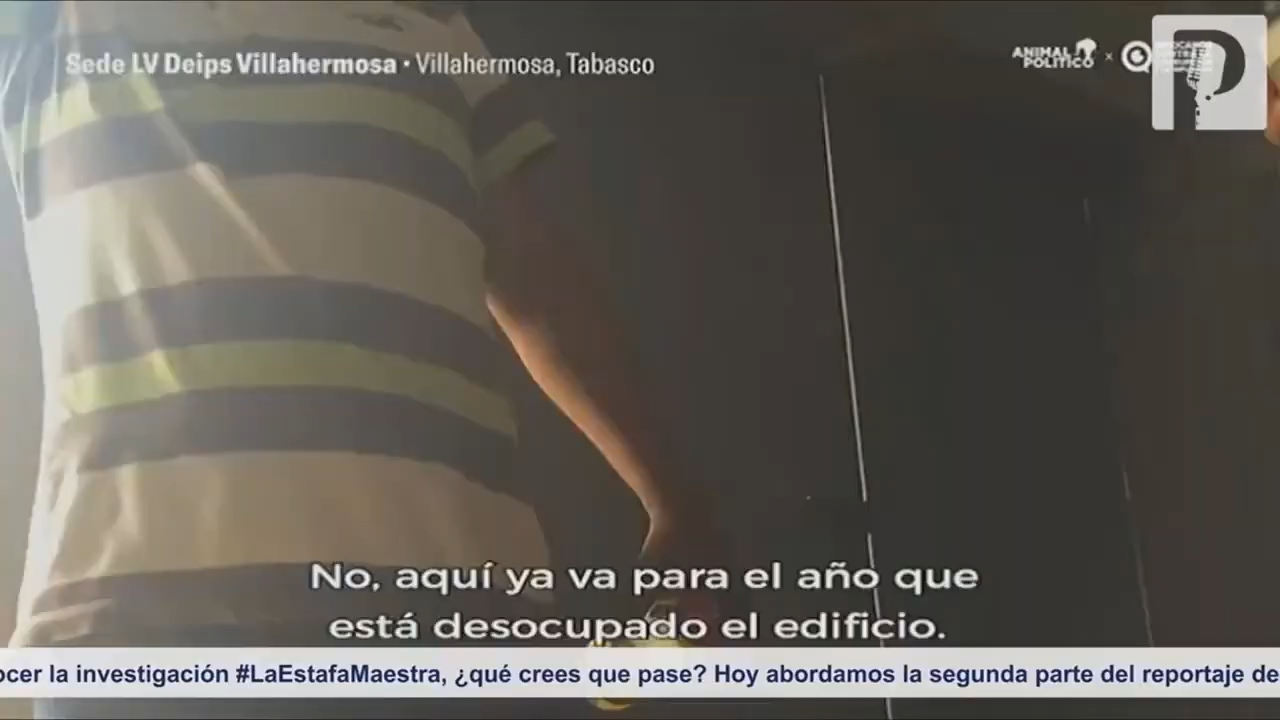 Sede LV Deips Villahermosa • Villahermosa, Tabasco
ANIMAL
POLÍTICO
x
No, aquí ya va para el año que
está desocupado el edificio.
ocer la investigación #LaEstafaMaestra, ¿qué crees que pase? Hoy abordamos la segunda parte del reportaje de